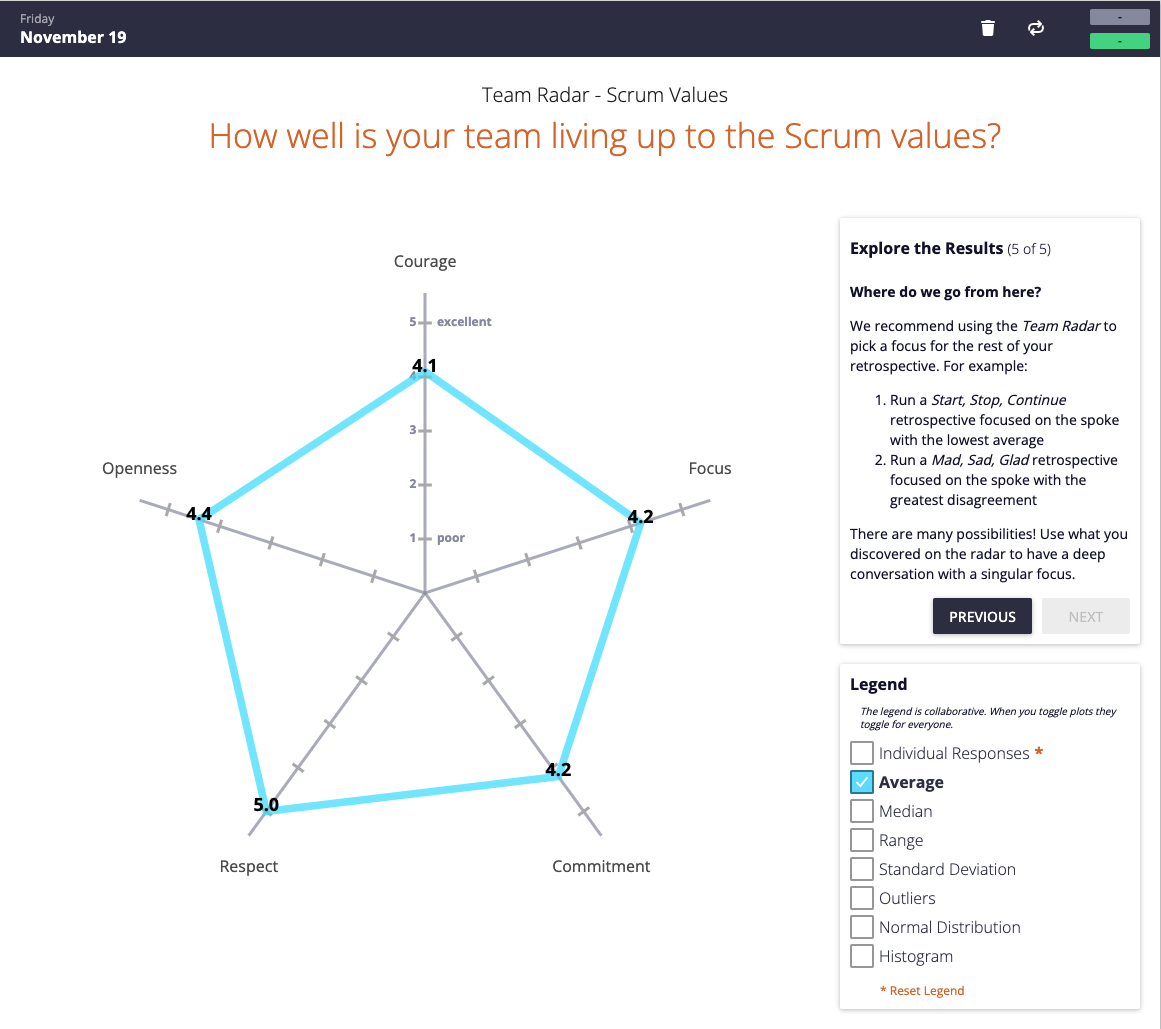 Friday
November 19
-
-
Team Radar - Scrum Values
How well is your team living up to the Scrum values?
Courage
5 excellent
4.1
4
3
Openness
Focus
2
4.4
4.2
1 poor
4.2
5.0
Respect
Commitment
Explore the Results (5 of 5)
Where do we go from here?
We recommend using the Team Radar to
pick a focus for the rest of your
retrospective. For example:
1. Run a Start, Stop, Continue
retrospective focused on the spoke
with the lowest average
2. Run a Mad, Sad, Glad retrospective
focused on the spoke with the
greatest disagreement
There are many possibilities! Use what you
discovered on the radar to have a deep
conversation with a singular focus.
PREVIOUS
NEXT
Legend
The legend is collaborative. When you toggle plots they
toggle for everyone.
Individual Responses *
Average
Median
Range
Standard Deviation
Outliers
Normal Distribution
Histogram
* Reset Legend